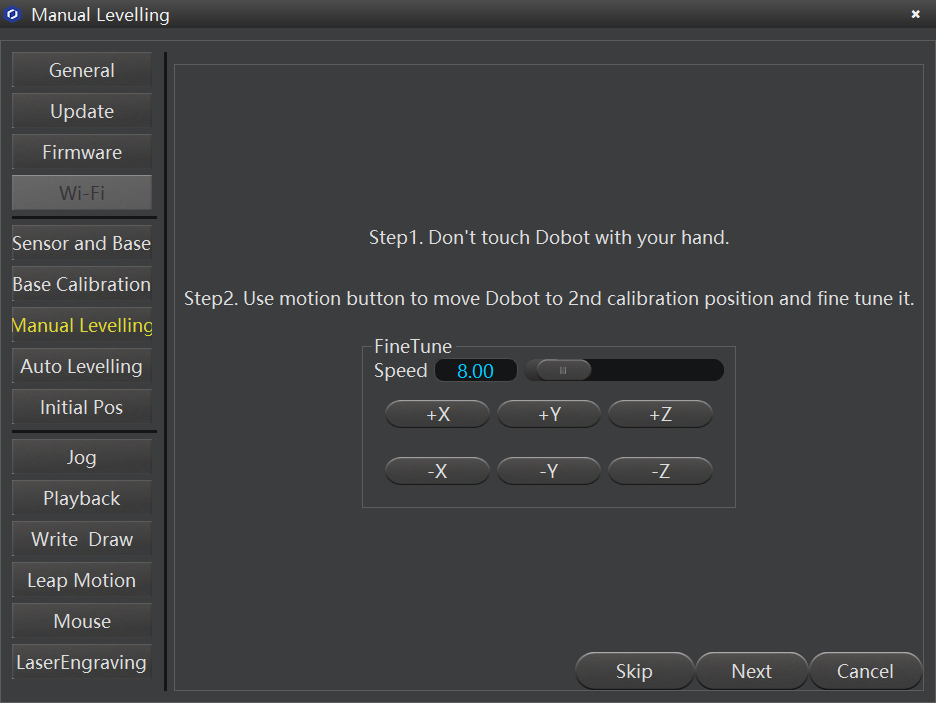 Manual Levelling
General
Update
Firmware
Wi-Fi
Sensor and Base
Base Calibration
Manual Levelling
Auto Levelling
Initial Pos
Jog
Playback
Write  Draw
Leap Motion
Mouse
LaserEngraving
Step1. Don't touch Dobot with your hand.
Step2. Use motion button to move Dobot to 2nd calibration position and fine tune it.
FineTune
Speed 8.00
+X +Y +Z
-X -Y -Z
Skip Next Cancel